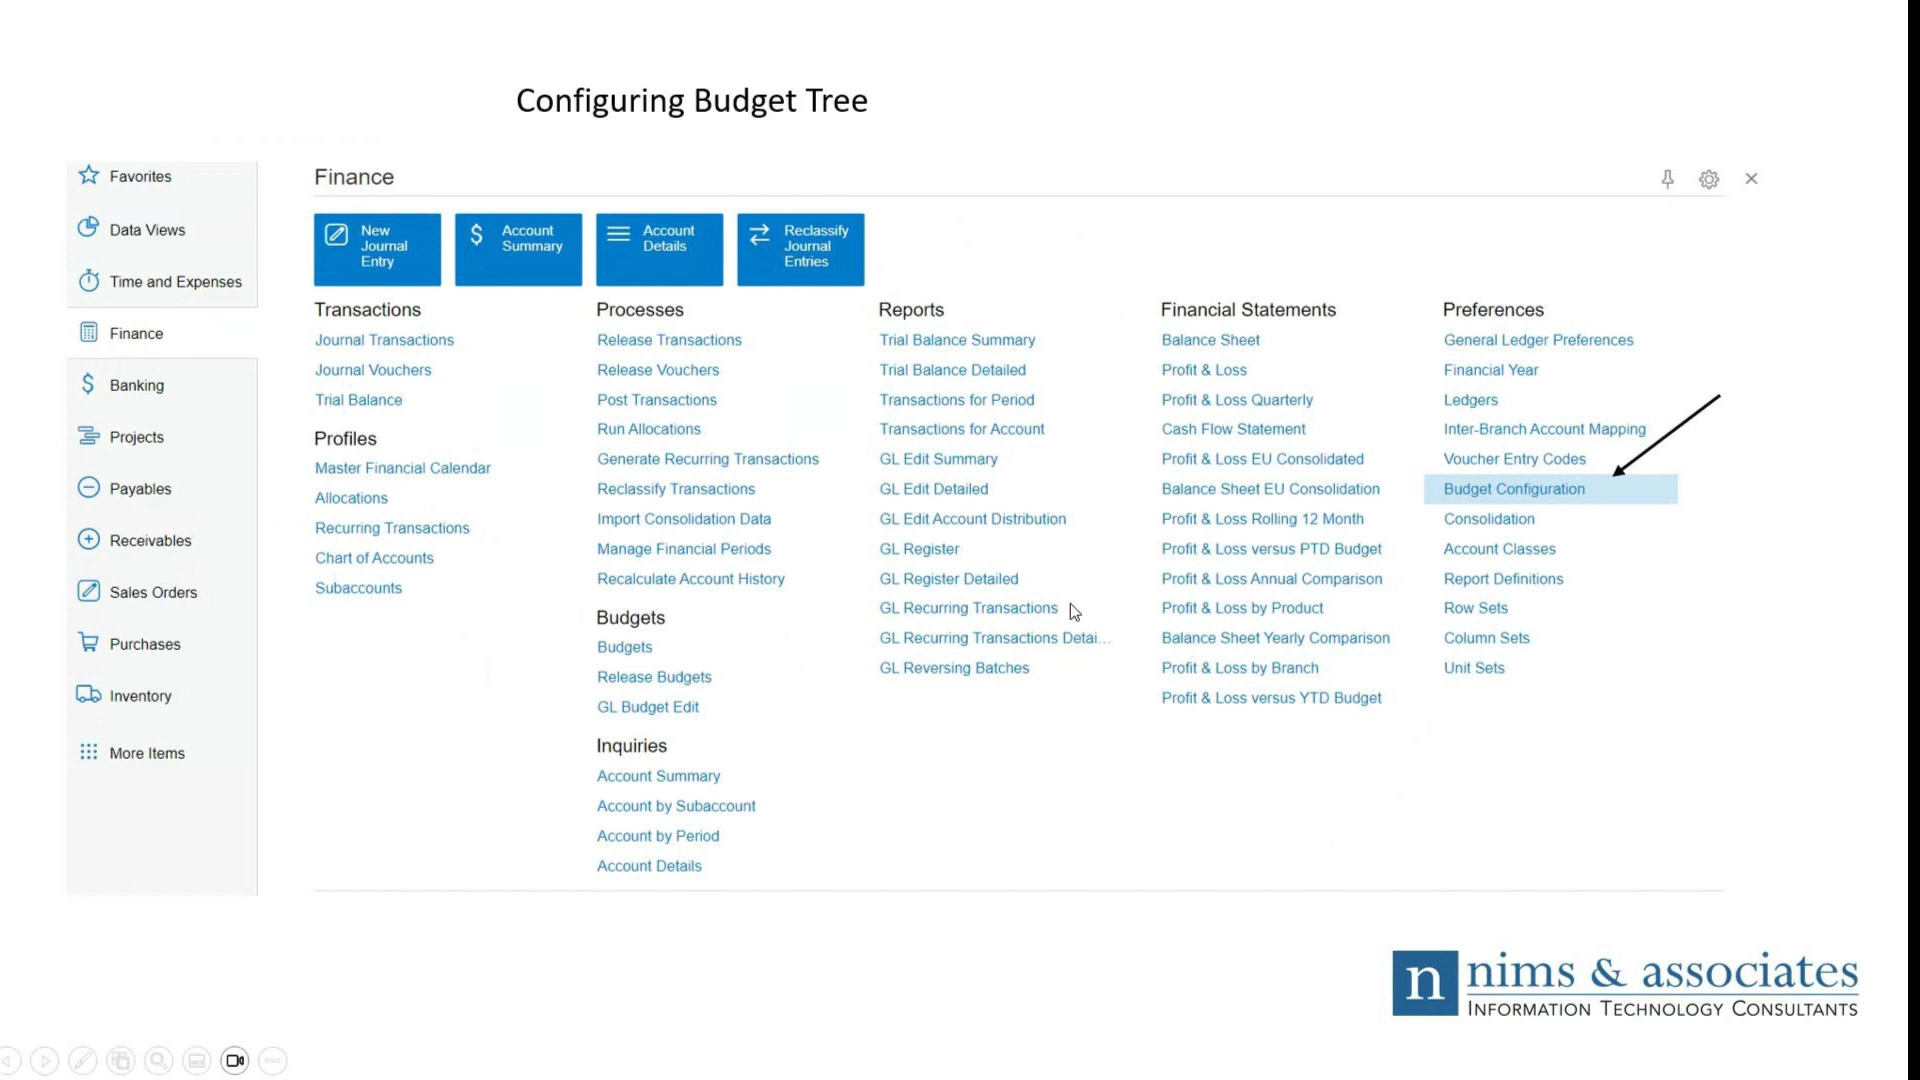 Configuring Budget Tree
Favorites
Data Views
Time and Expenses
Finance
Banking
Projects
Payables
Receivables
Sales Orders
Purchases
Inventory
More Items
Finance
New
Journal
Entry
Account
Summary
Account
Details
Reclassify
Journal
Entries
Transactions
Journal Transactions
Journal Vouchers
Trial Balance
Profiles
Master Financial Calendar
Allocations
Recurring Transactions
Chart of Accounts
Subaccounts
Processes
Release Transactions
Release Vouchers
Post Transactions
Run Allocations
Generate Recurring Transactions
Reclassify Transactions
Import Consolidation Data
Manage Financial Periods
Recalculate Account History
Budgets
Budgets
Release Budgets
GL Budget Edit
Inquiries
Account Summary
Account by Subaccount
Account by Period
Account Details
Reports
Trial Balance Summary
Trial Balance Detailed
Transactions for Period
Transactions for Account
GL Edit Summary
GL Edit Detailed
GL Edit Account Distribution
GL Register
GL Register Detailed
GL Recurring Transactions
GL Recurring Transactions Detai...
GL Reversing Batches
Financial Statements
Balance Sheet
Profit & Loss
Profit & Loss Quarterly
Cash Flow Statement
Profit & Loss EU Consolidated
Balance Sheet EU Consolidation
Profit & Loss Rolling 12 Month
Profit & Loss versus PTD Budget
Profit & Loss Annual Comparison
Profit & Loss by Product
Balance Sheet Yearly Comparison
Profit & Loss by Branch
Profit & Loss versus YTD Budget
Preferences
General Ledger Preferences
Financial Year
Ledgers
Inter-Branch Account Mapping
Voucher Entry Codes
Budget Configuration
Consolidation
Account Classes
Report Definitions
Row Sets
Column Sets
Unit Sets
n nims & associates
INFORMATION TECHNOLOGY CONSULTANTS